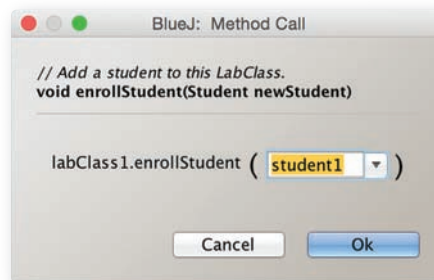 BlueJ: Method Call
// Add a student to this LabClass.
void enrollStudent(Student newStudent)
labClass1.enrollStudent ( student1 )
Cancel Ok